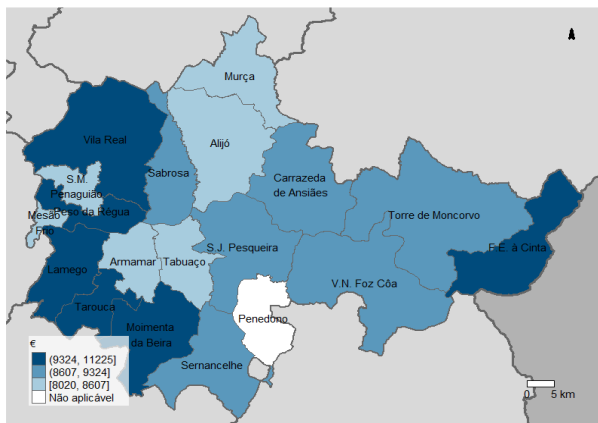 Murça
Vila Real
Alijó
Sabrosa
S.M.
Penaguião
Carrazeda
de Ansiães
Peso da Régua
Mesão
Frio
Torre de Moncorvo
S.J. Pesqueira
F.E. à Cinta
Armamar
Tabuaço
Lamego
V.N. Foz Côa
Tarouca
Penedono
Moimenta
da Beira
Sernancelhe
€
(9324, 11225]
(8607, 9324]
[8020, 8607]
Não aplicável
0 5 km